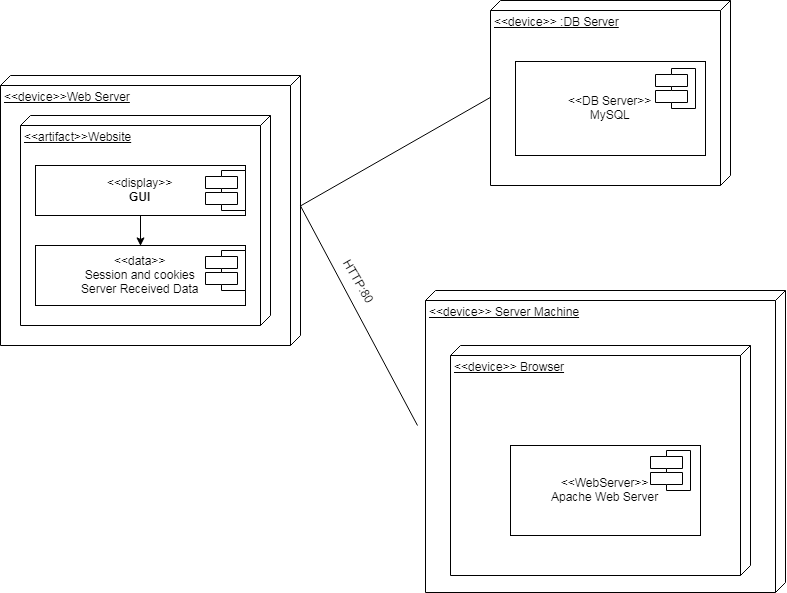 <<device>> :DB Server
<<DB Server>>
MySQL
<<device>>Web Server
<<artifact>>Website
<<display>>
GUI
<<data>>
Session and cookies
Server Received Data
HTTP:80
<<device>> Server Machine
<<device>> Browser
<<WebServer>>
Apache Web Server